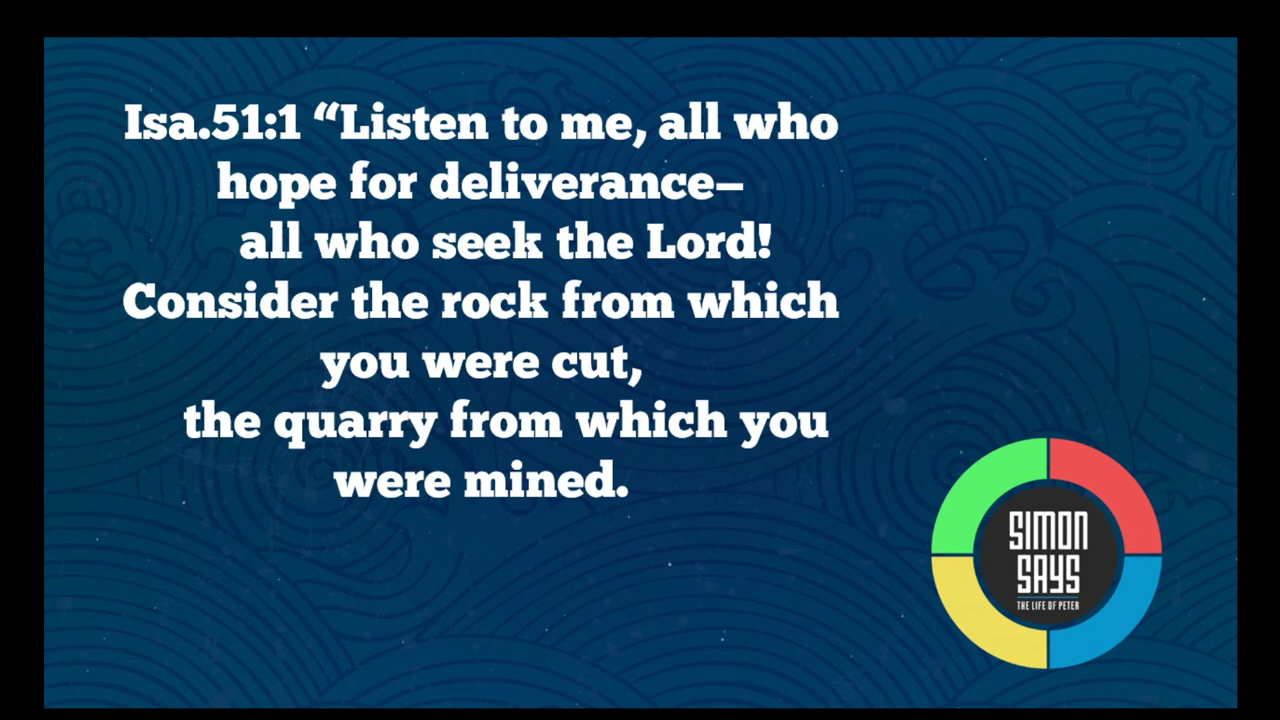 Isa.51:1 “Listen to me, all who
hope for deliverance—
all who seek the Lord!
Consider the rock from which
you were cut,
the quarry from which you
were mined.
SIMON
SAYS
THE LIFE OF PETER